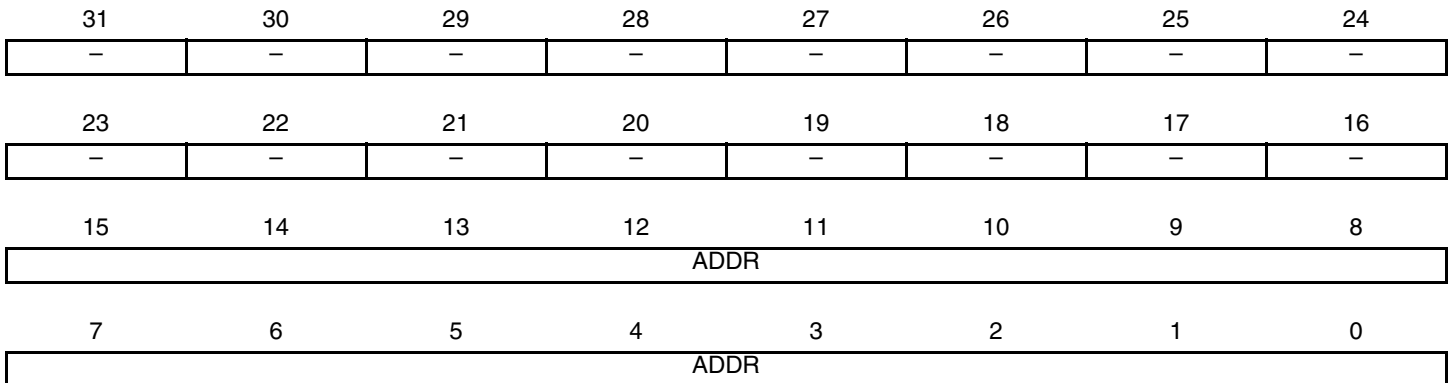 31 30 29 28 27 26 25 24
– – – – – – – –
23 22 21 20 19 18 17 16
– – – – – – – –
15 14 13 12 11 10 9 8
ADDR
7 6 5 4 3 2 1 0
ADDR